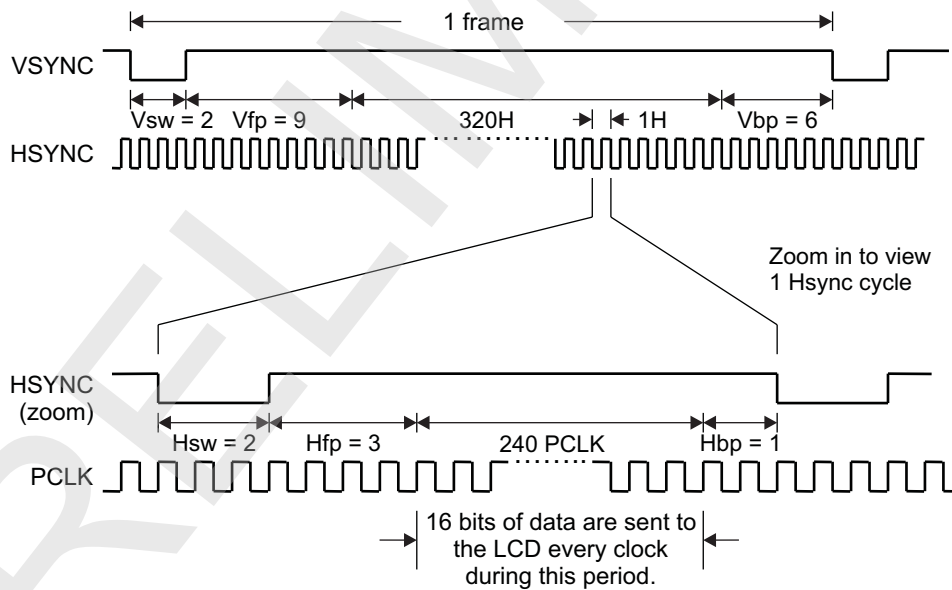 1 frame
VSYNC
Vsw = 2 Vfp = 9 320H 1H Vbp = 6
HSYNC
Zoom in to view
1 Hsync cycle
HSYNC
(zoom)
Hsw = 2 Hfp = 3 240 PCLK Hbp = 1
PCLK
16 bits of data are sent to
the LCD every clock
during this period.
RELIM